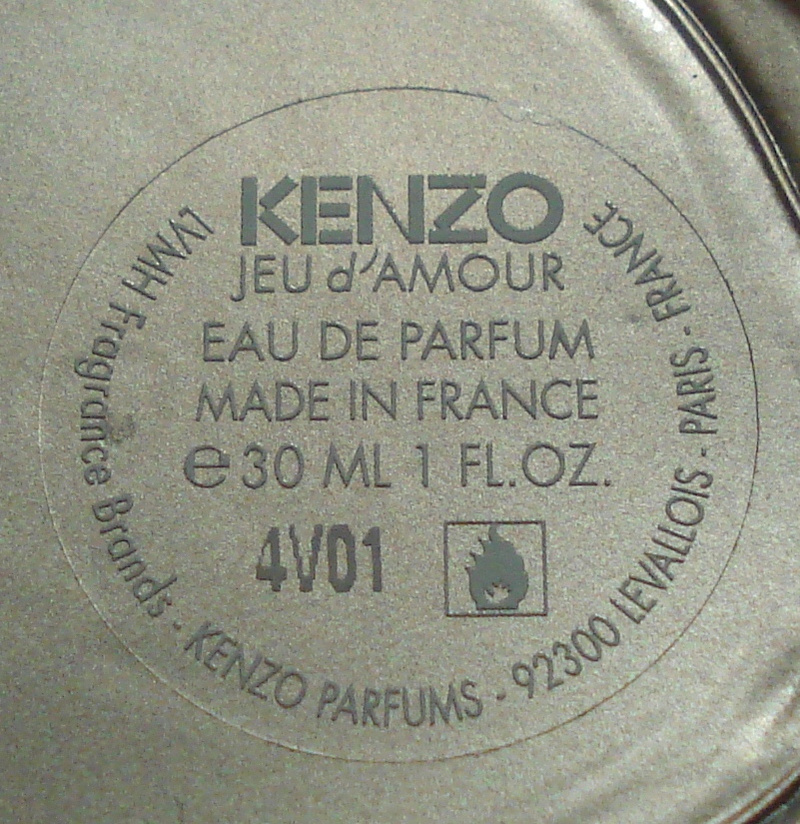 KENZO
JEU d'AMOUR
EAU DE PARFUM
MADE IN FRANCE
e 30 ML 1 FL.OZ.
4V01
LVMH Fragrance Brands - KENZO PARFUMS - 92300 LEVALLOIS - PARIS - FRANCE